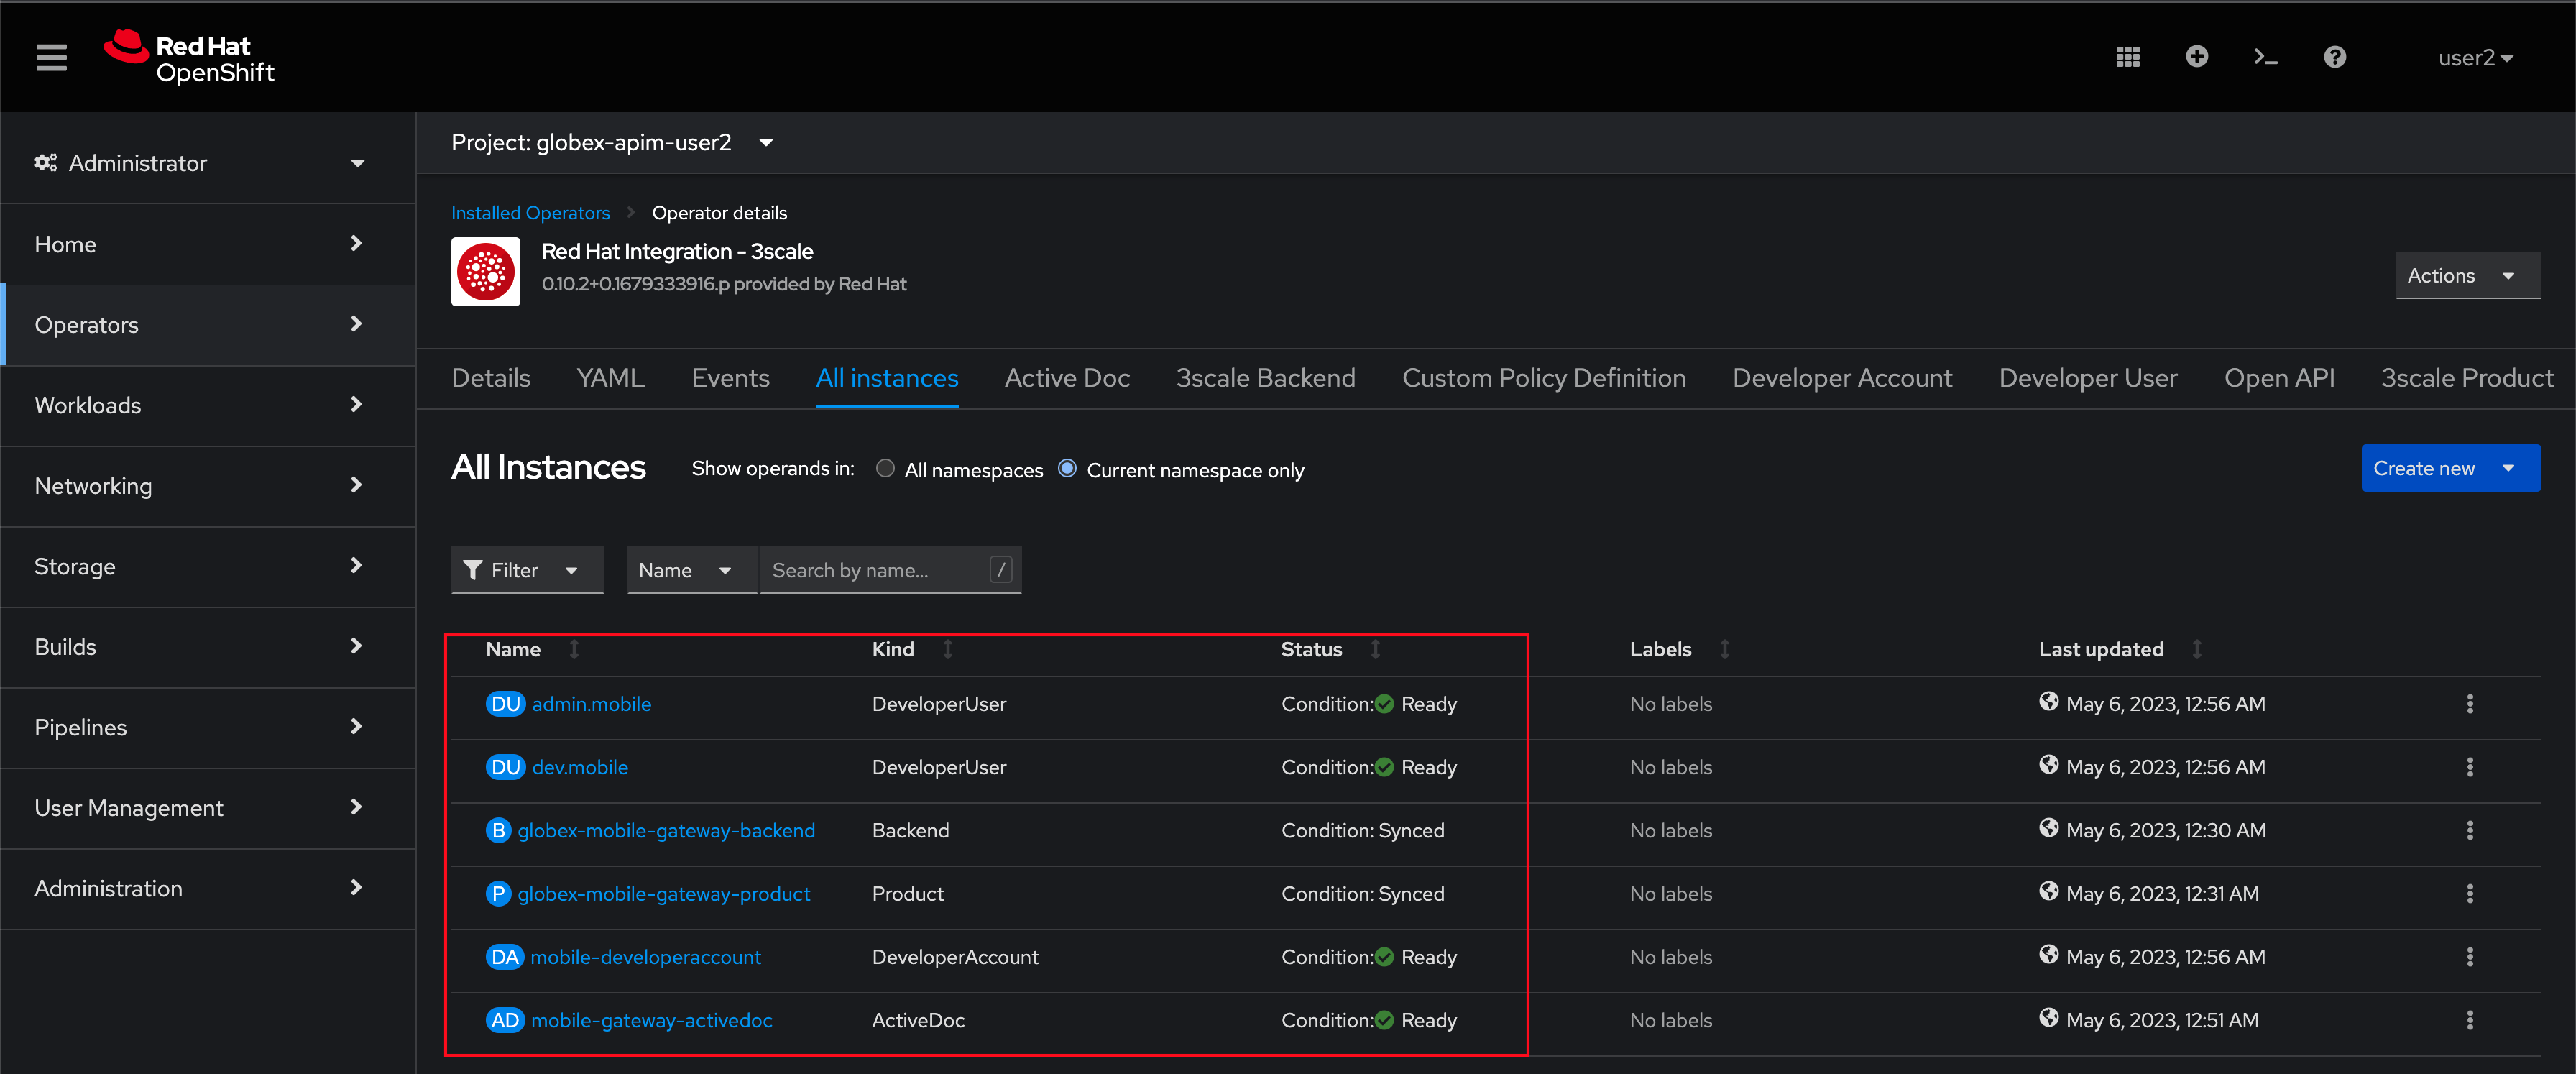 Red Hat
OpenShift
user2
Administrator
Home
Operators
Workloads
Networking
Storage
Builds
Pipelines
User Management
Administration
Project: globex-apim-user2
Installed Operators Operator details
Red Hat Integration - 3scale
0.10.2+0.1679333916.p provided by Red Hat
Actions
Details YAML Events All instances Active Doc 3scale Backend Custom Policy Definition Developer Account Developer User Open API 3scale Product
All Instances Show operands in: All namespaces Current namespace only
Create new
Filter Name Search by name... /
Name Kind Status Labels Last updated
DU admin.mobile DeveloperUser Condition: Ready No labels May 6, 2023, 12:56 AM
DU dev.mobile DeveloperUser Condition: Ready No labels May 6, 2023, 12:56 AM
B globex-mobile-gateway-backend Backend Condition: Synced No labels May 6, 2023, 12:30 AM
P globex-mobile-gateway-product Product Condition: Synced No labels May 6, 2023, 12:31 AM
DA mobile-developeraccount DeveloperAccount Condition: Ready No labels May 6, 2023, 12:56 AM
AD mobile-gateway-activedoc ActiveDoc Condition: Ready No labels May 6, 2023, 12:51 AM